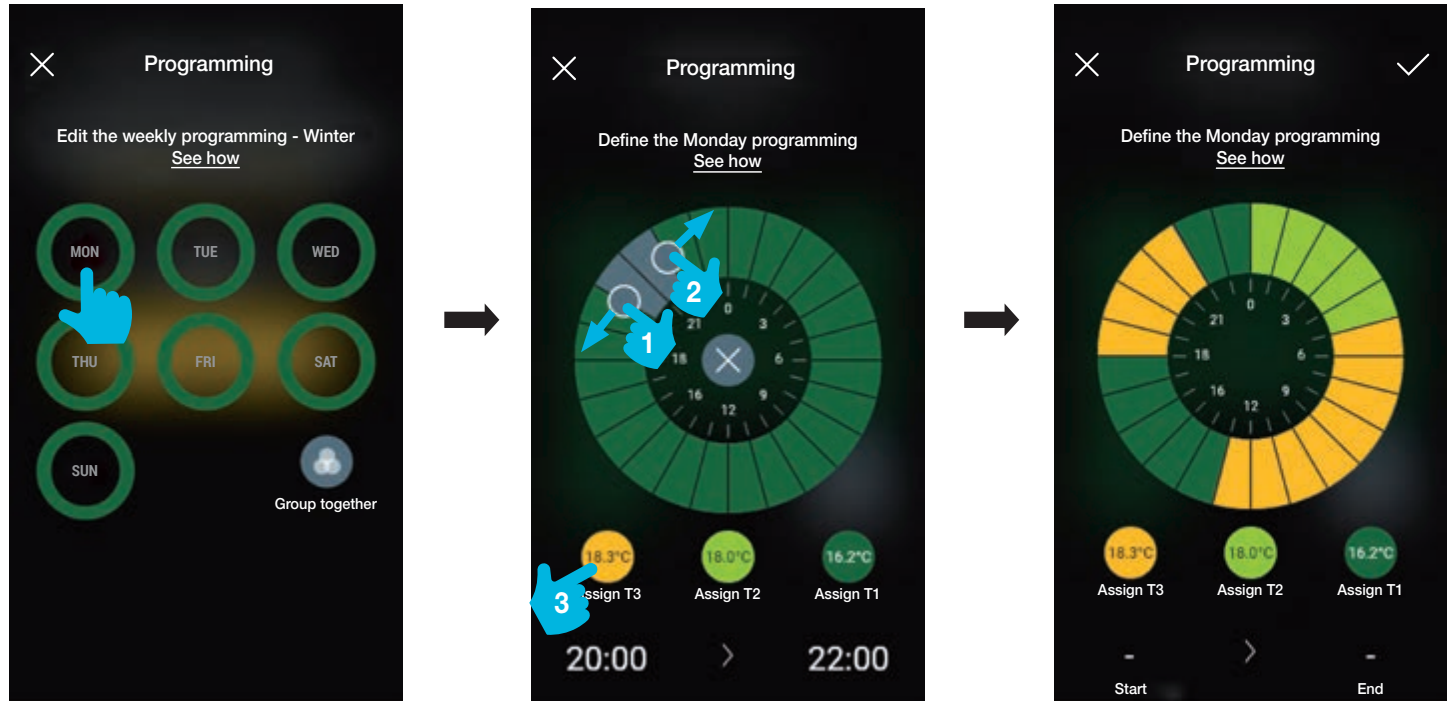 Programming
Edit the weekly programming - Winter
See how
MON
TUE
WED
THU
FRI
SAT
SUN
Group together
Programming
Define the Monday programming
See how
2
1
0
3
6
9
12
16
18
21
18.3°C
18.0°C
16.2°C
3
ssign T3
Assign T2
Assign T1
20:00 > 22:00
Programming
Define the Monday programming
See how
0
3
6
9
12
16
18
21
18.3°C
18.0°C
16.2°C
Assign T3
Assign T2
Assign T1
- > -
Start
End